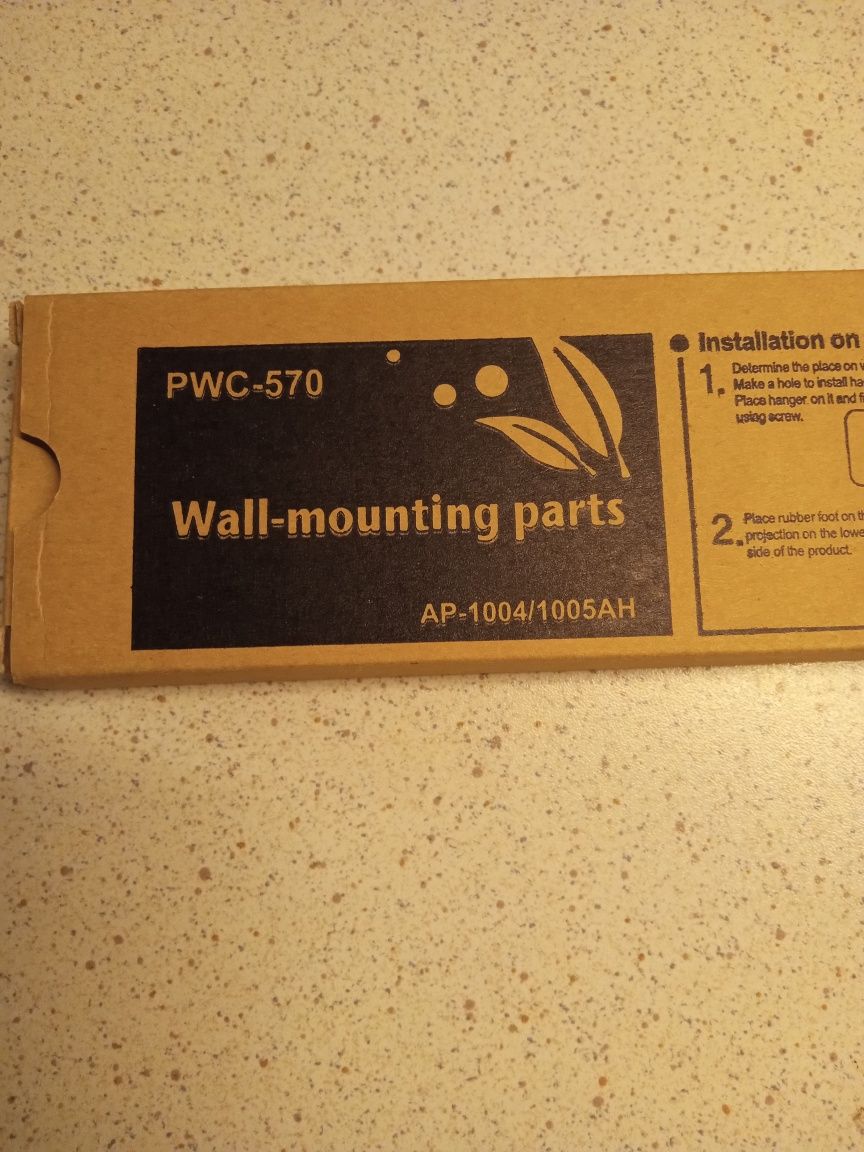 PWC-570
Wall-mounting parts
AP-1004/1005AH
Installation on
1. Determine the place on
Make a hole to install
Place hanger on it and
using screw.
2. Place rubber foot on
projection on the
side of the product.